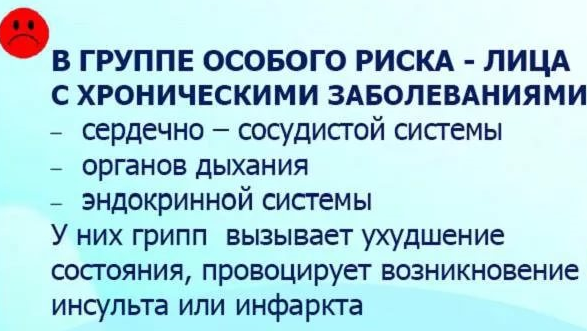 В ГРУППЕ ОСОБОГО РИСКА - ЛИЦА
С ХРОНИЧЕСКИМИ ЗАБОЛЕВАНИЯМИ
– сердечно – сосудистой системы
– органов дыхания
– эндокринной системы
У них грипп вызывает ухудшение
состояния, провоцирует возникновение
инсульта или инфаркта